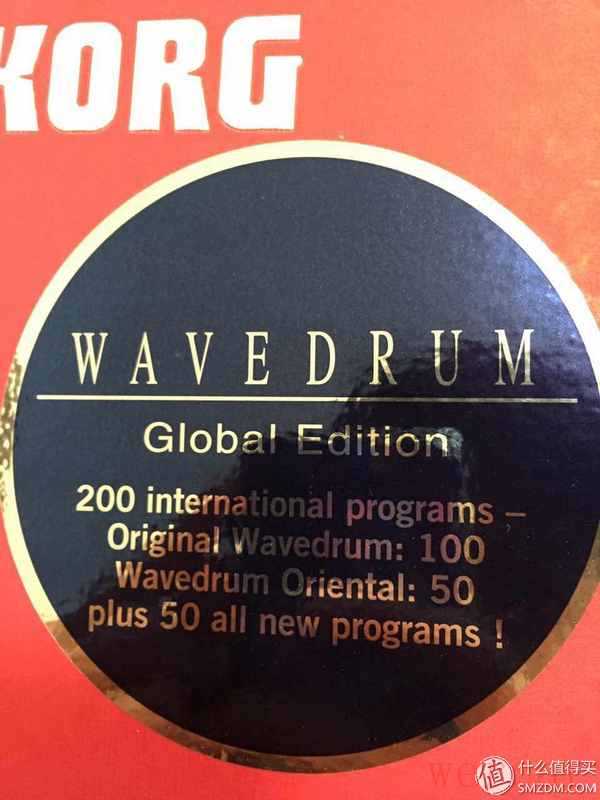 KORG
WAVEDRUM
Global Edition
200 international programs –
Original Wavedrum: 100
Wavedrum Oriental: 50
plus 50 all new programs !
值 什么值得买
SMZDM.COM